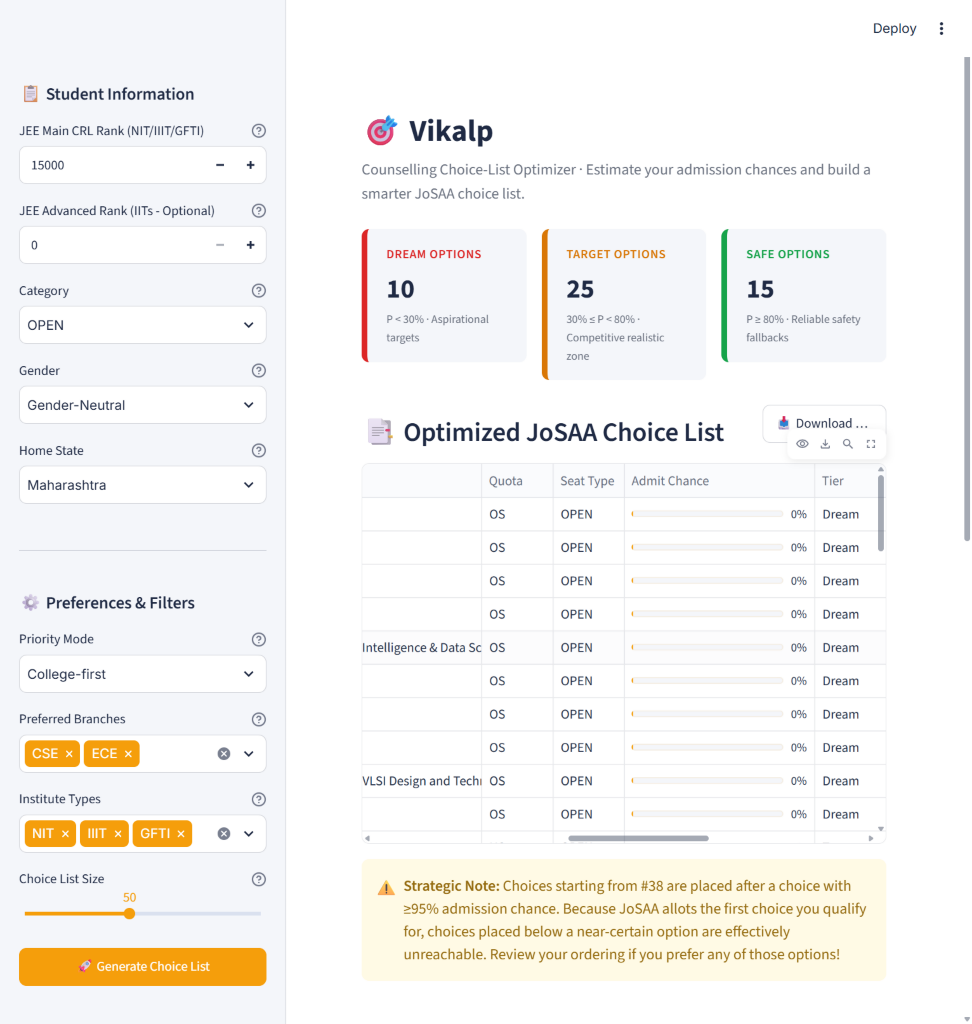 Deploy
Student Information
JEE Main CRL Rank (NIT/IIIT/GFTI)
15000
JEE Advanced Rank (IITs - Optional)
0
Category
OPEN
Gender
Gender-Neutral
Home State
Maharashtra
Preferences & Filters
Priority Mode
College-first
Preferred Branches
CSE × ECE ×
Institute Types
NIT × IIIT × GFTI ×
Choice List Size
50
🚀 Generate Choice List
Vikalp
Counselling Choice-List Optimizer · Estimate your admission chances and build a
smarter JoSAA choice list.
DREAM OPTIONS
10
P < 30% · Aspirational
targets
TARGET OPTIONS
25
30% ≤ P < 80% ·
Competitive realistic
zone
SAFE OPTIONS
15
P ≥ 80% · Reliable safety
fallbacks
Optimized JoSAA Choice List
Download ...
Quota Seat Type Admit Chance Tier
OS OPEN 0% Dream
OS OPEN 0% Dream
OS OPEN 0% Dream
OS OPEN 0% Dream
Intelligence & Data Sc OS OPEN 0% Dream
OS OPEN 0% Dream
OS OPEN 0% Dream
OS OPEN 0% Dream
VLSI Design and Techn OS OPEN 0% Dream
OS OPEN 0% Dream
Strategic Note: Choices starting from #38 are placed after a choice with
≥95% admission chance. Because JoSAA allots the first choice you qualify
for, choices placed below a near-certain option are effectively
unreachable. Review your ordering if you prefer any of those options!